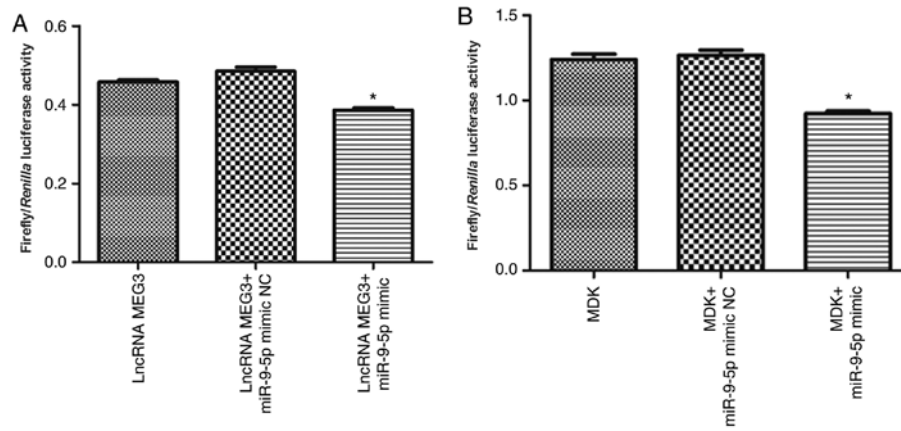 A
Firefly/Renilla luciferase activity
0.6
0.4
0.2
0.0
*
LncRNA MEG3
LncRNA MEG3+
miR-9-5p mimic NC
LncRNA MEG3+
miR-9-5p mimic
B
Firefly/Renilla luciferase activity
1.5
1.0
0.5
0.0
*
MDK
MDK+
miR-9-5p mimic NC
MDK+
miR-9-5p mimic